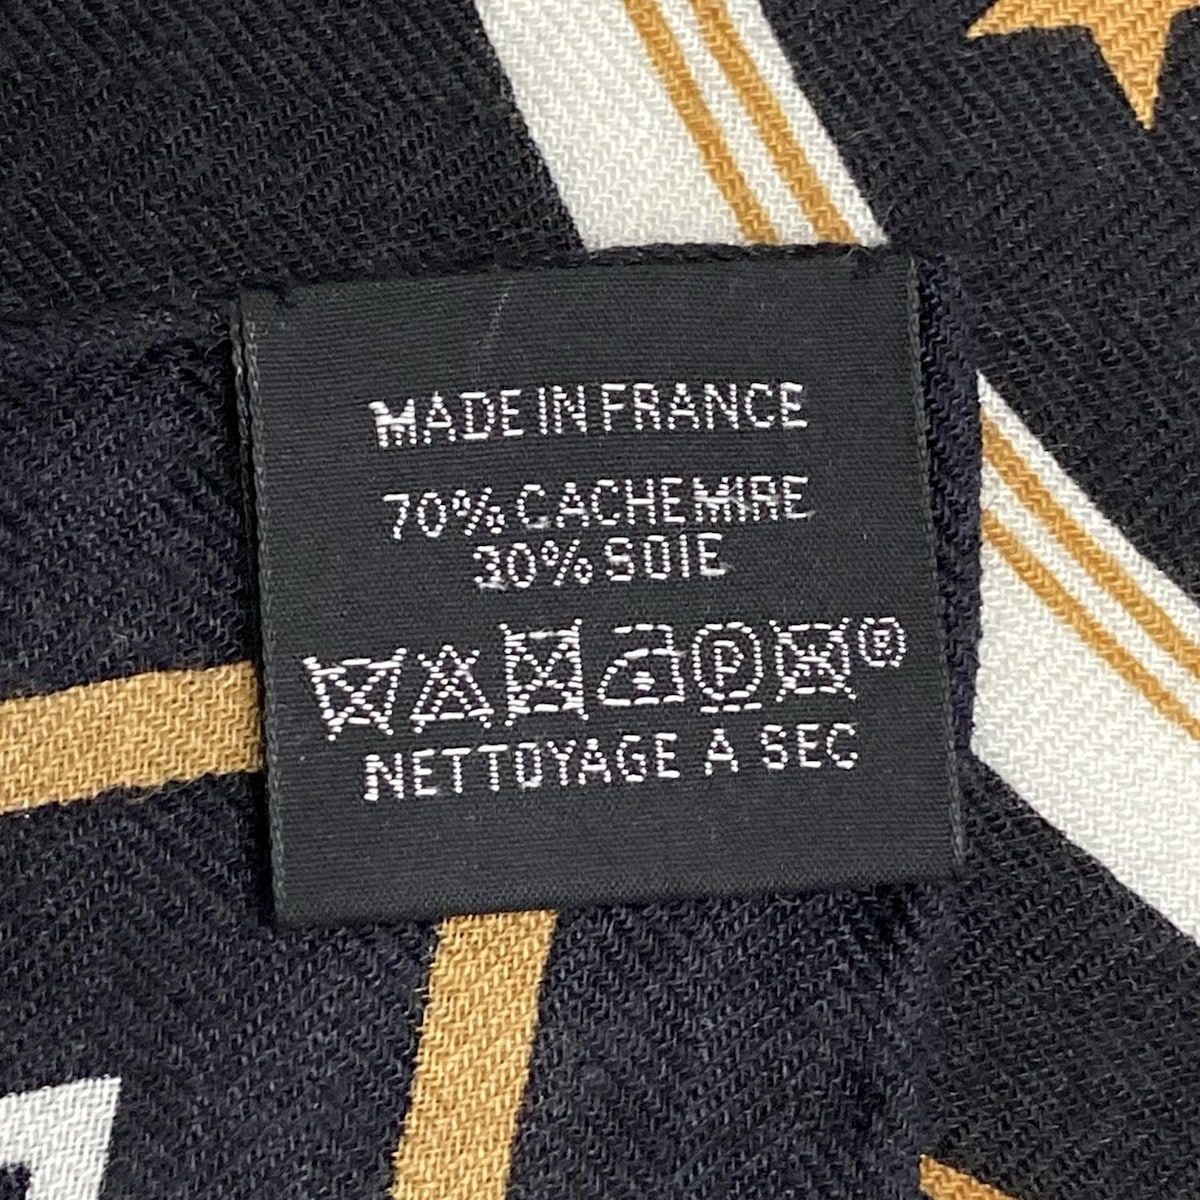 MADE IN FRANCE
70% CACHEMIRE
30% SOIE
P ®
NETTOYAGE A SEC